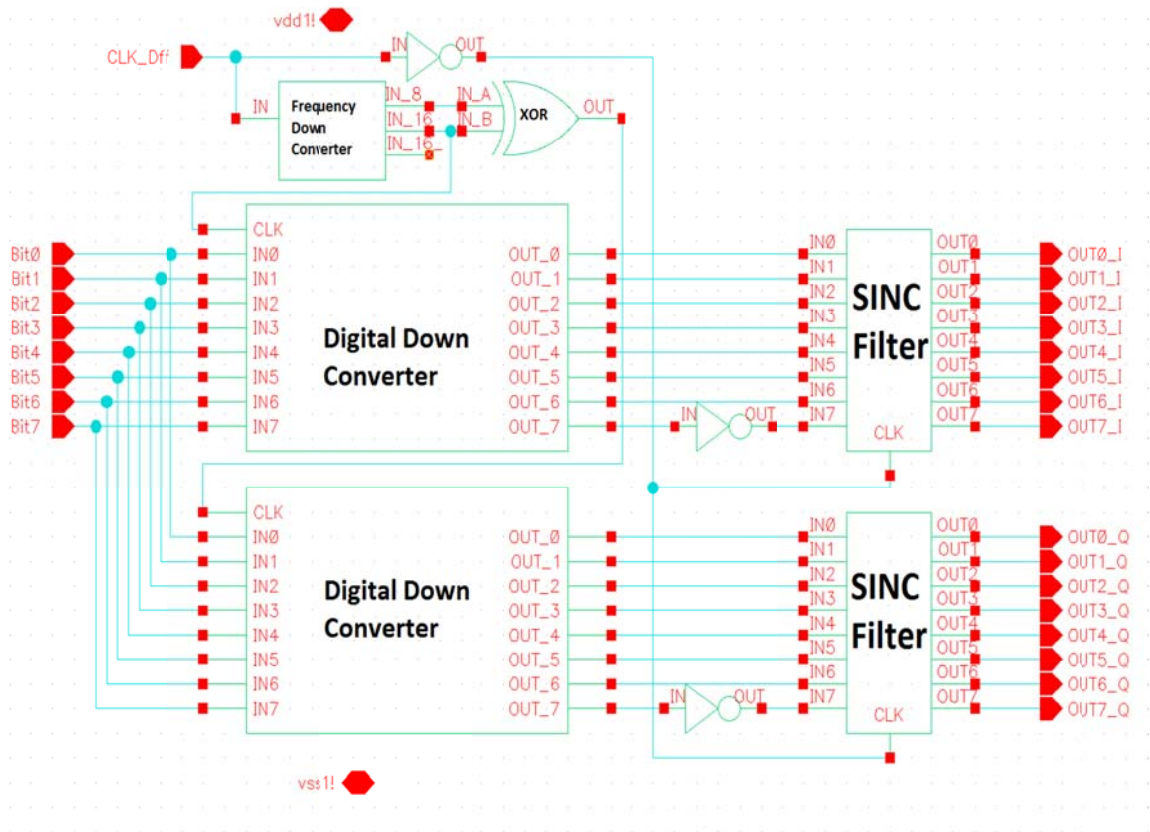 vdd1!
CLK_Dff
IN OUT
IN Frequency Down Converter IN_8 IN_16 IN_16_
IN_A IN_B XOR OUT
CLK
Bit0 IN0 OUT_0 IN0 OUT0 OUT0_I
Bit1 IN1 OUT_1 IN1 OUT1 OUT1_I
Bit2 IN2 OUT_2 IN2 OUT2 OUT2_I
Bit3 IN3 OUT_3 IN3 OUT3 OUT3_I
Bit4 IN4 OUT_4 IN4 OUT4 OUT4_I
Bit5 IN5 OUT_5 IN5 OUT5 OUT5_I
Bit6 IN6 OUT_6 IN6 OUT6 OUT6_I
Bit7 IN7 OUT_7 IN OUT IN7 OUT7 OUT7_I
Digital Down
Converter
SINC
Filter
CLK
CLK
IN0 OUT_0 IN0 OUT0 OUT0_Q
IN1 OUT_1 IN1 OUT1 OUT1_Q
IN2 OUT_2 IN2 OUT2 OUT2_Q
IN3 OUT_3 IN3 OUT3 OUT3_Q
IN4 OUT_4 IN4 OUT4 OUT4_Q
IN5 OUT_5 IN5 OUT5 OUT5_Q
IN6 OUT_6 IN6 OUT6 OUT6_Q
IN7 OUT_7 IN OUT IN7 OUT7 OUT7_Q
Digital Down
Converter
SINC
Filter
CLK
vss1!